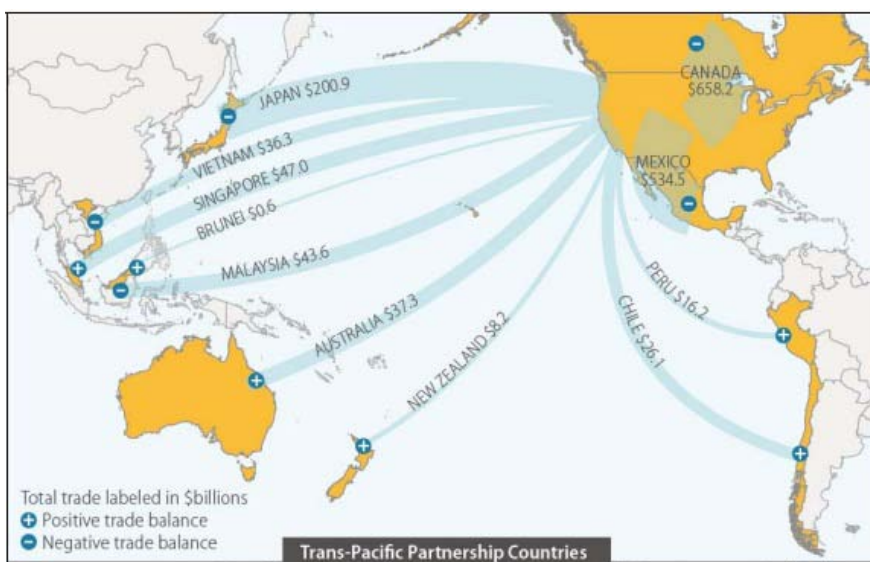 CANADA
$658.2
JAPAN $200.9
VIETNAM $36.3
SINGAPORE $47.0
BRUNEI $0.6
MEXICO
$534.5
MALAYSIA $43.6
AUSTRALIA $37.3
NEW ZEALAND $8.2
PERU $16.2
CHILE $26.1
Total trade labeled in $billions
+ Positive trade balance
− Negative trade balance
Trans-Pacific Partnership Countries